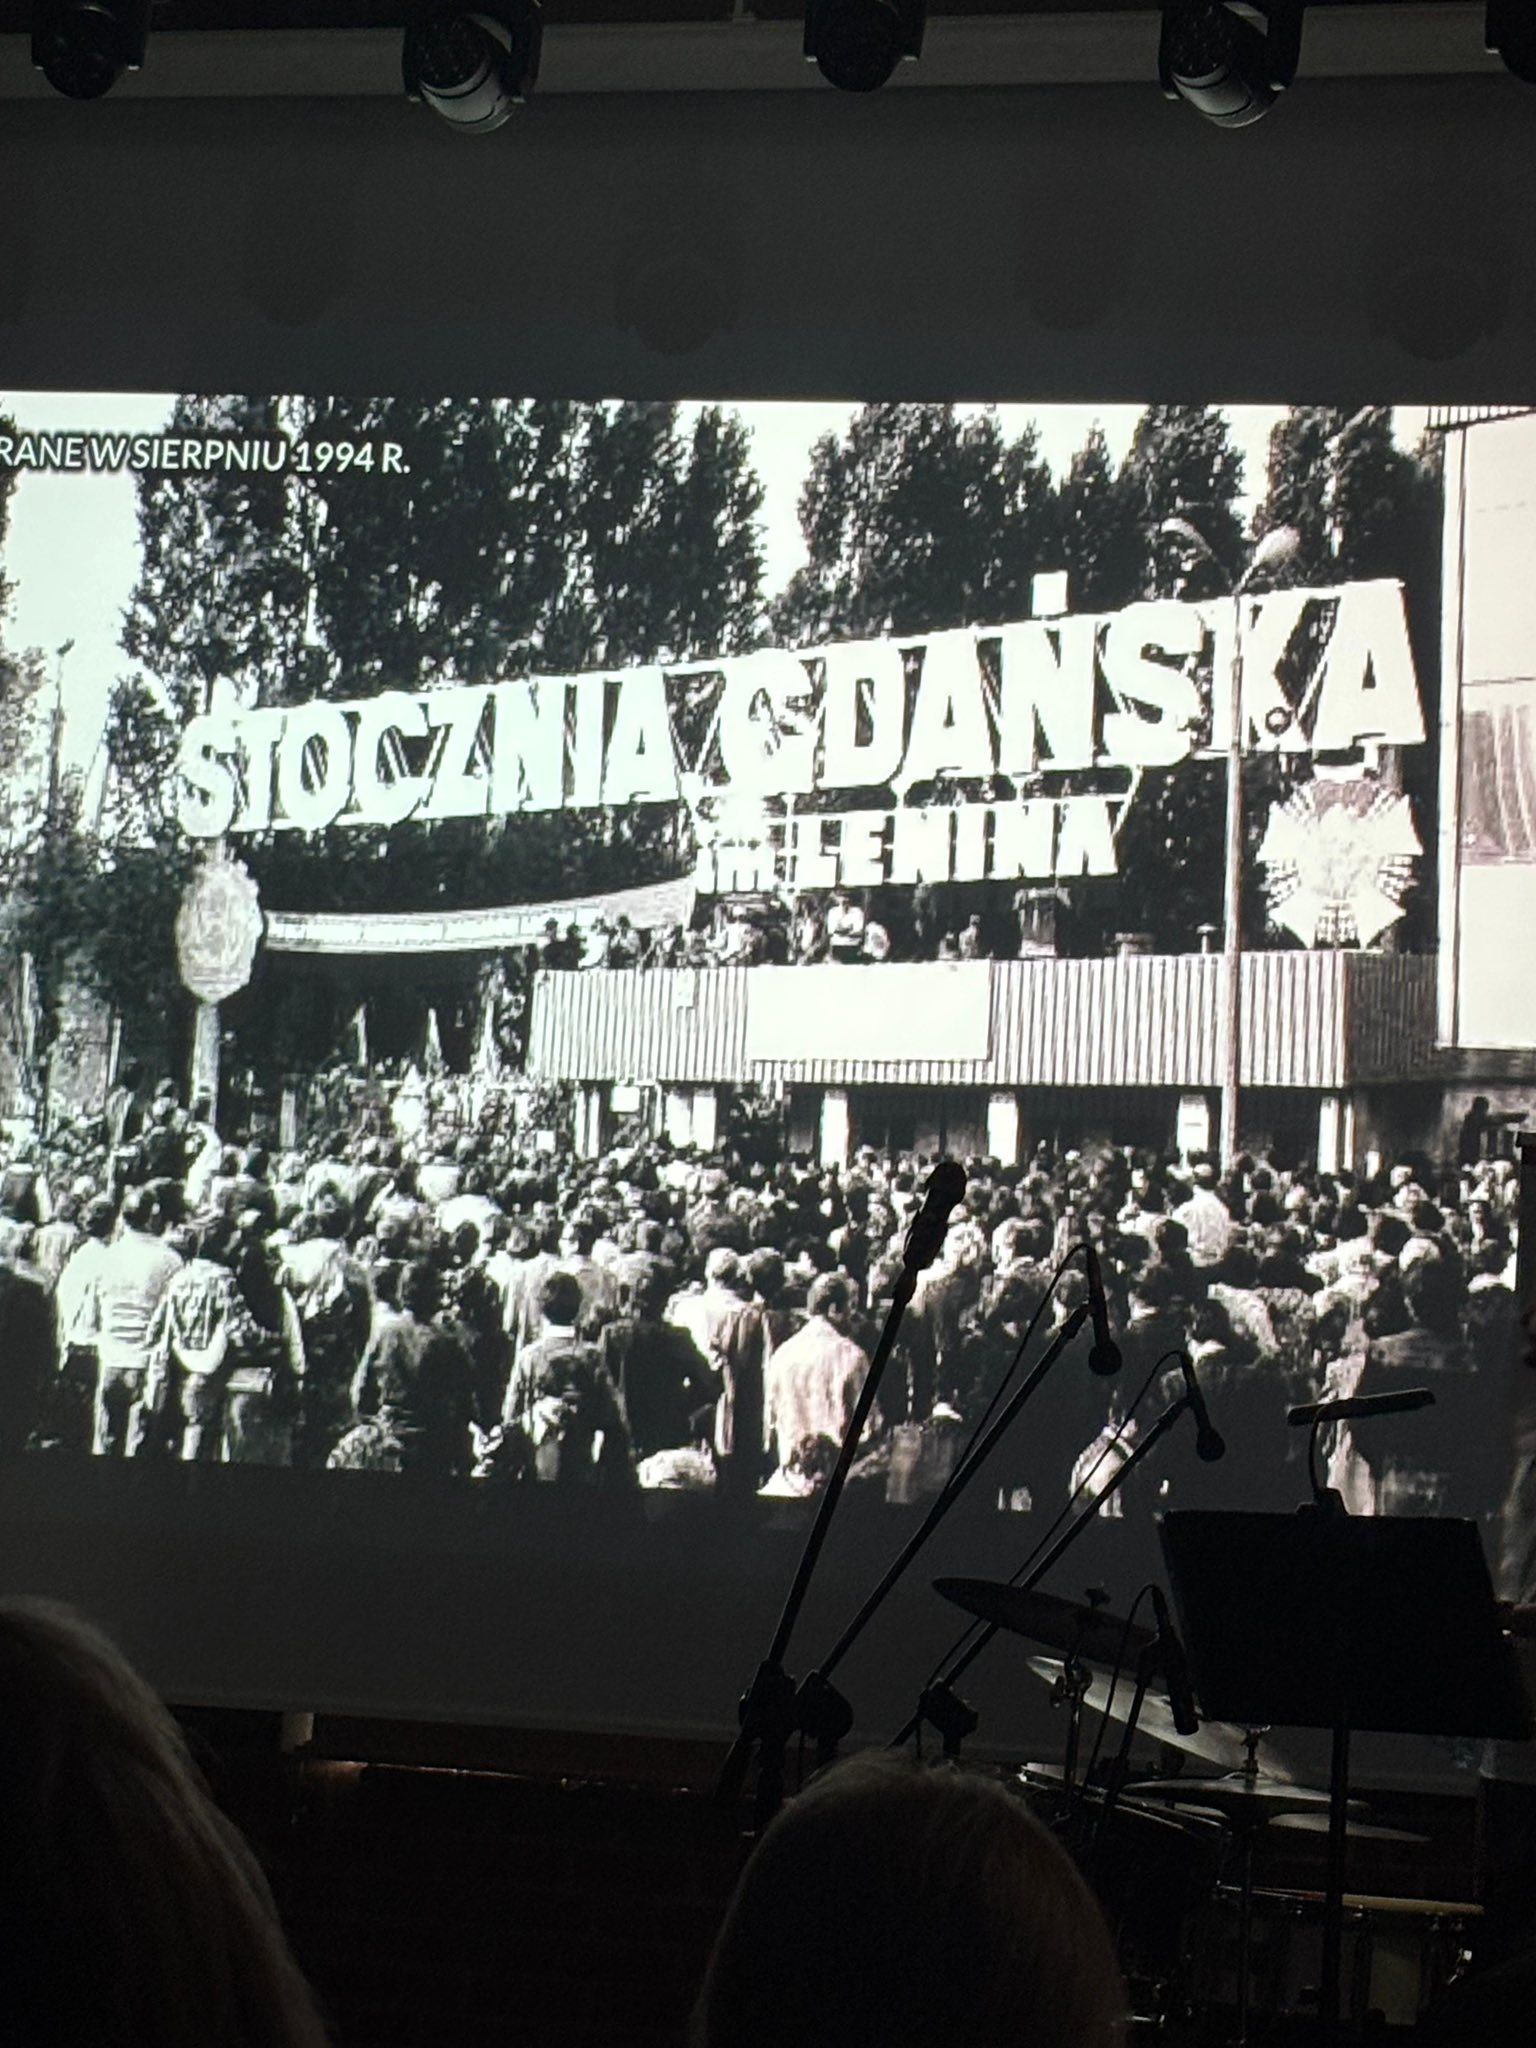 RANE W SIERPNIU 1994 R.
STOCZNIA GDAŃSKA
IM LENINA